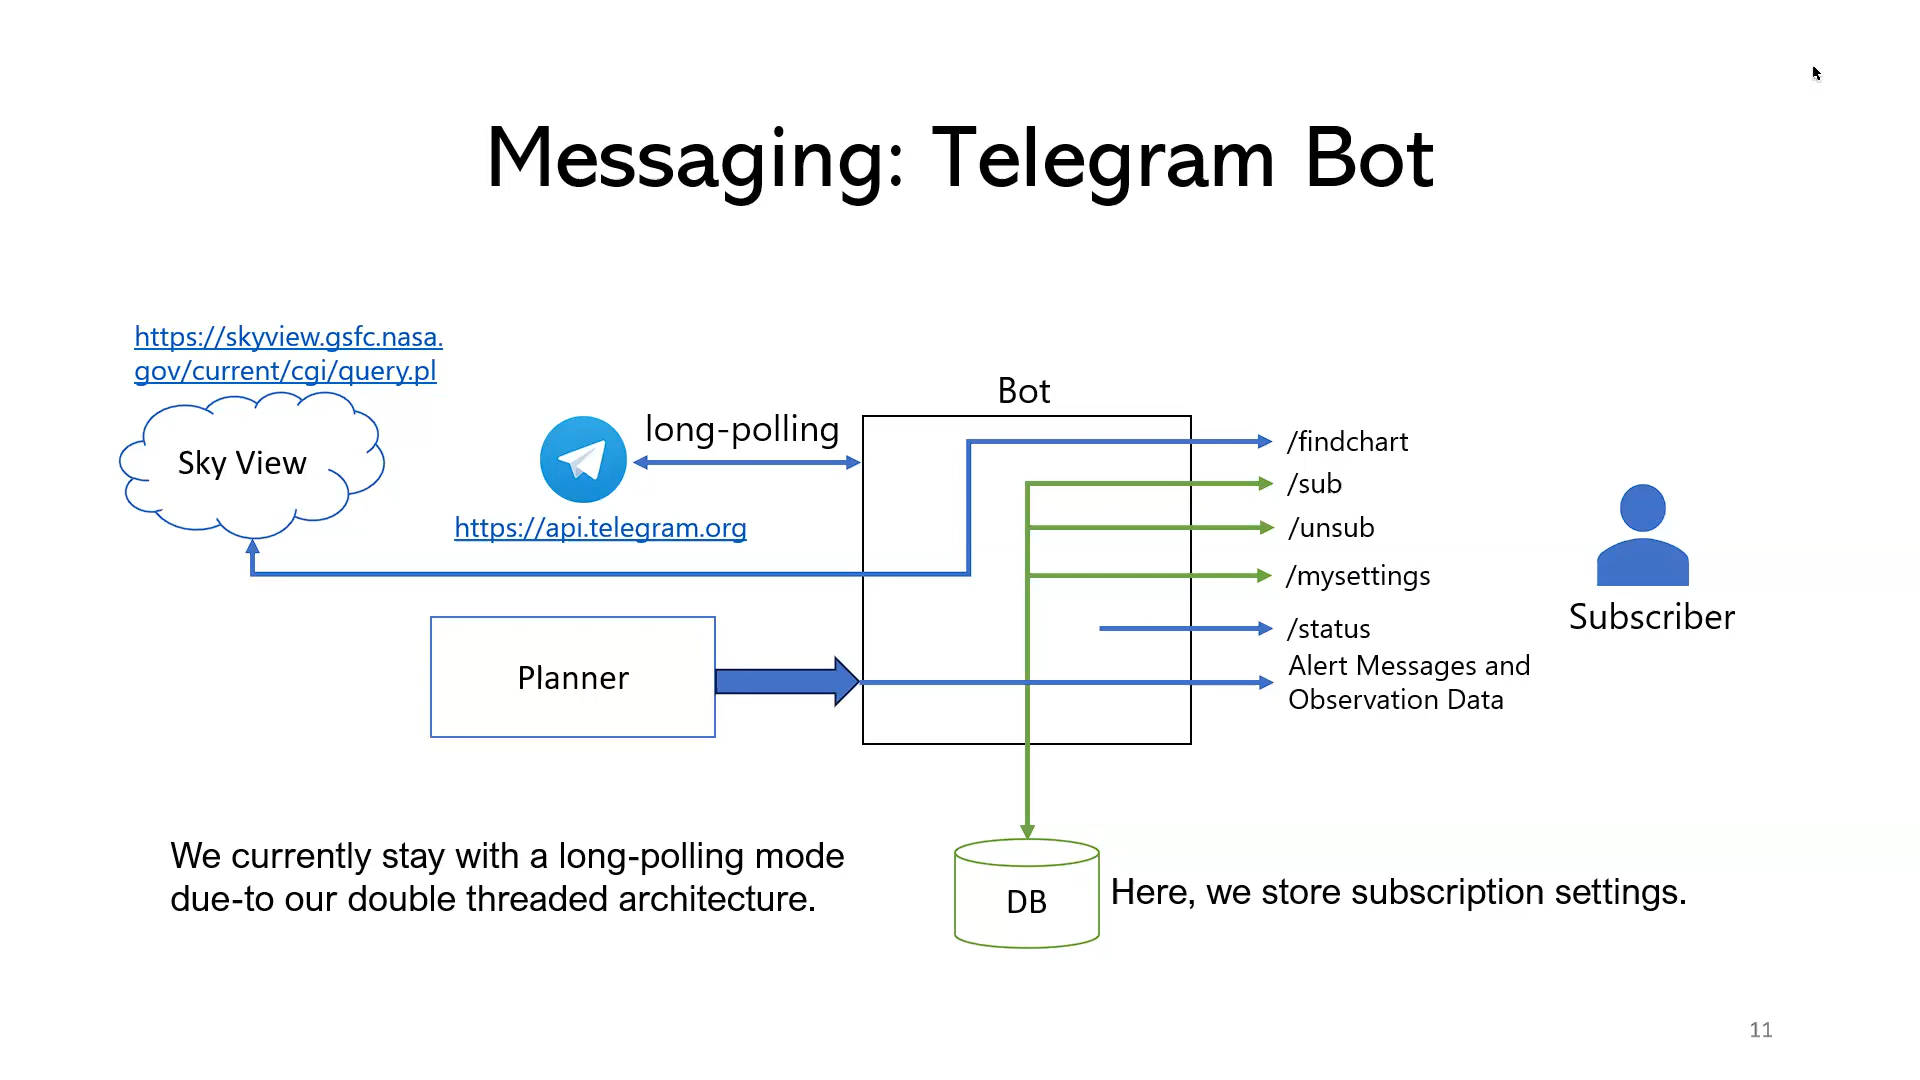 Messaging: Telegram Bot
https://skyview.gsfc.nasa.
gov/current/cgi/query.pl
Sky View
long-polling
https://api.telegram.org
Bot
/findchart
/sub
/unsub
/mysettings
/status
Alert Messages and
Observation Data
Subscriber
Planner
We currently stay with a long-polling mode
due-to our double threaded architecture.
DB
Here, we store subscription settings.
11